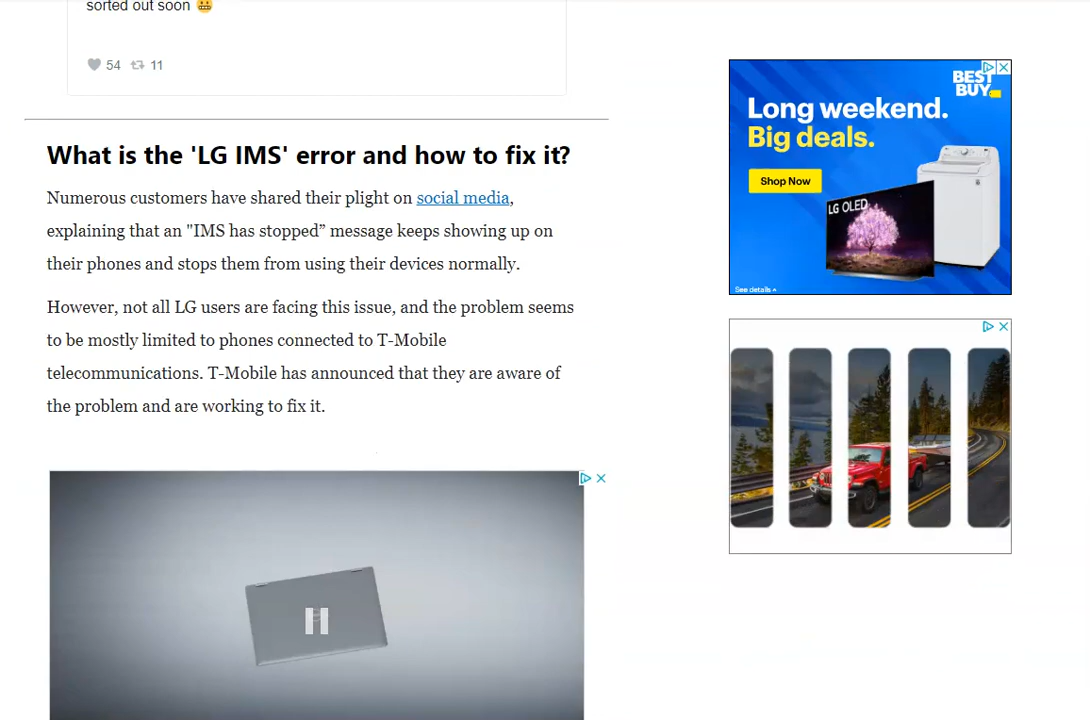 sorted out soon 😬
54 11
What is the 'LG IMS' error and how to fix it?
Numerous customers have shared their plight on social media,
explaining that an "IMS has stopped” message keeps showing up on
their phones and stops them from using their devices normally.
However, not all LG users are facing this issue, and the problem seems
to be mostly limited to phones connected to T-Mobile
telecommunications. T-Mobile has announced that they are aware of
the problem and are working to fix it.
BEST
BUY
Long weekend.
Big deals.
Shop Now
LG OLED
See details ^